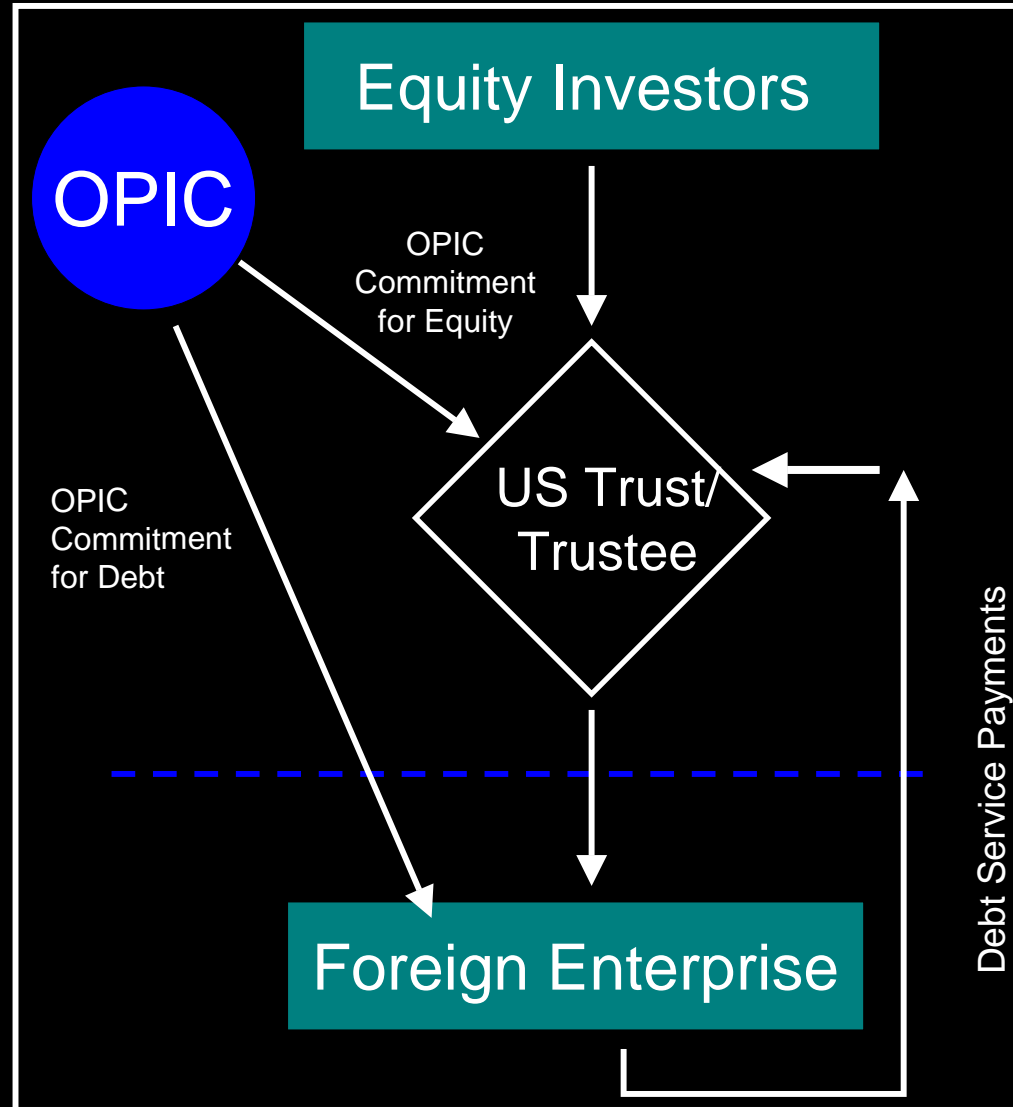 Equity Investors
OPIC
OPIC
Commitment
for Equity
US Trust/
Trustee
OPIC
Commitment
for Debt
Debt Service Payments
Foreign Enterprise